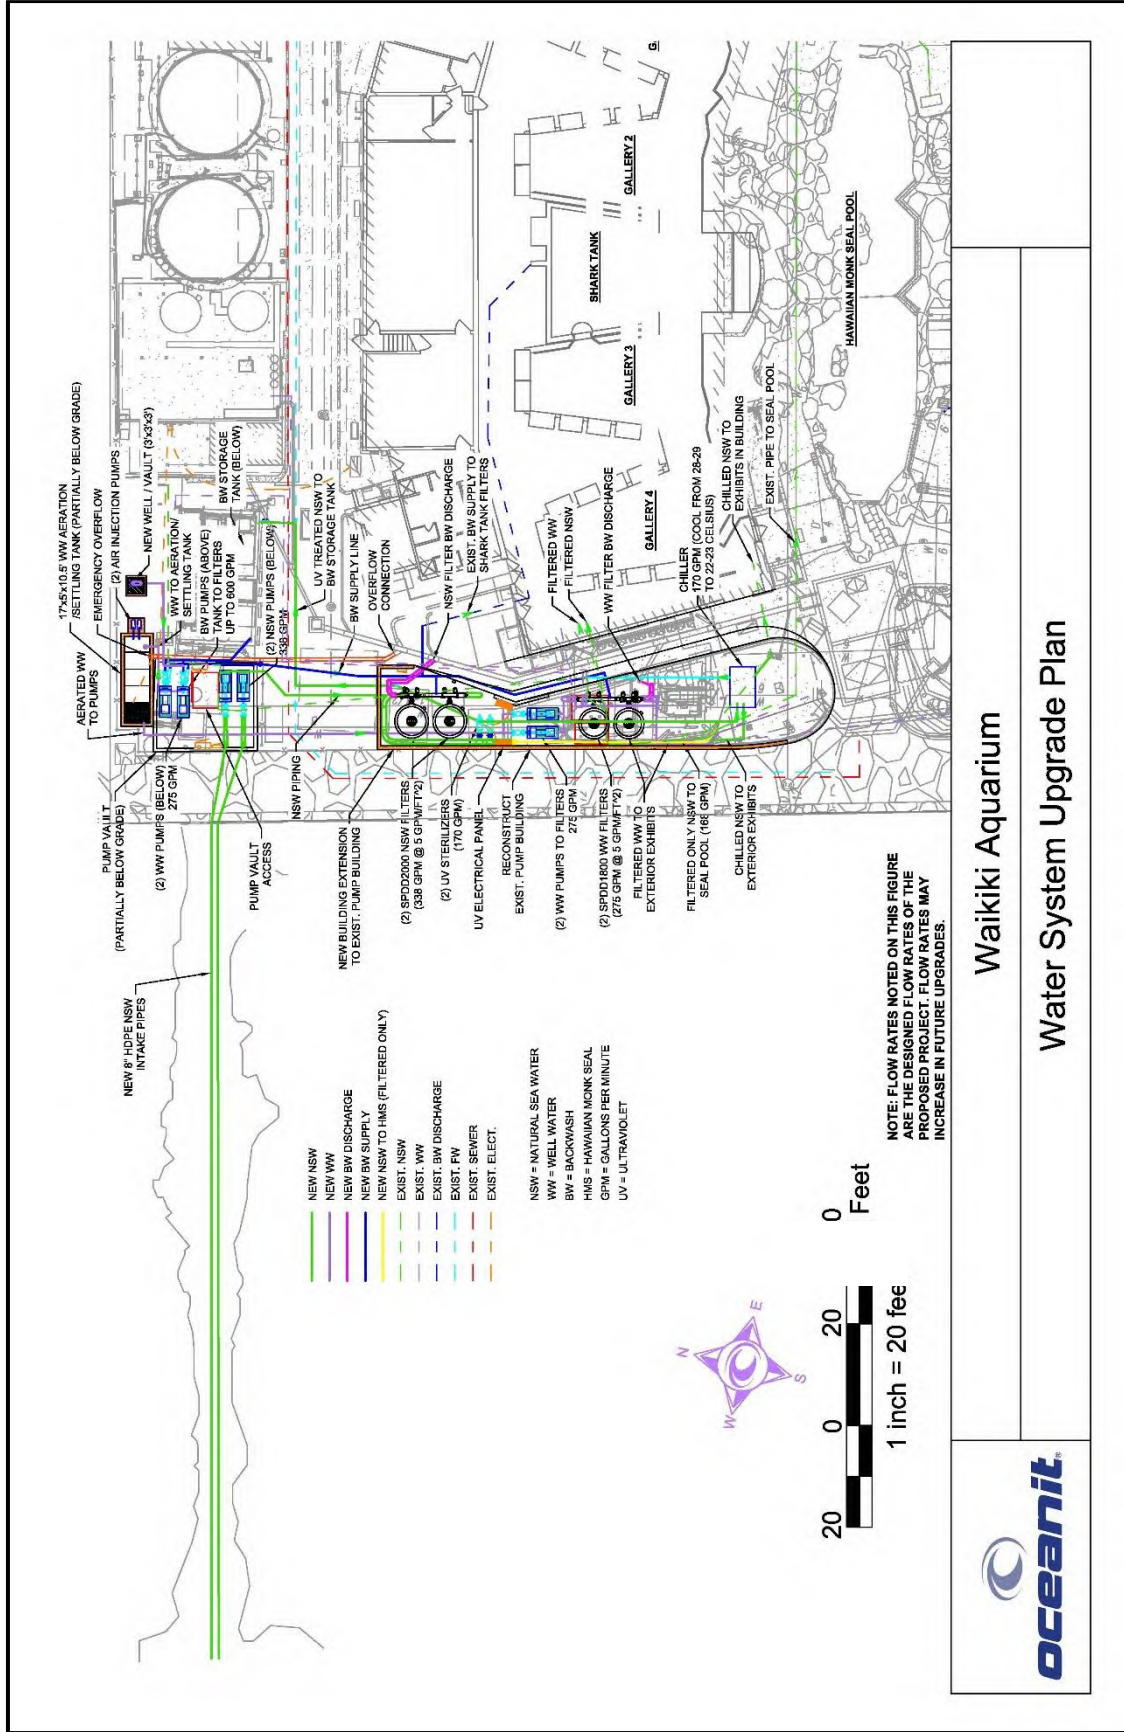 17'x5'x10.5' WW AERATION
/SETTLING TANK (PARTIALLY BELOW GRADE)
EMERGENCY OVERFLOW
(2) AIR INJECTION PUMPS
NEW WELL / VAULT (3'x3'x3')
AERATED WW
TO PUMPS
WW TO AERATION/
SETTLING TANK
BW PUMPS (ABOVE)
TANK TO FILTERS
UP TO 600 GPM
BW STORAGE
TANK (BELOW)
(2) NSW PUMPS (BELOW)
338 GPM
UV TREATED NSW TO
BW STORAGE TANK
BW SUPPLY LINE
OVERFLOW
CONNECTION
NSW FILTER BW DISCHARGE
EXIST. BW SUPPLY TO
SHARK TANK FILTERS
FILTERED WW
FILTERED NSW
WW FILTER BW DISCHARGE
CHILLER
170 GPM (COOL FROM 28-29
TO 22-23 CELSIUS)
CHILLED NSW TO
EXHIBITS IN BUILDING
EXIST. PIPE TO SEAL POOL
GALLERY 2
SHARK TANK
GALLERY 3
GALLERY 4
HAWAIIAN MONK SEAL POOL
PUMP VAULT
(PARTIALLY BELOW GRADE)
(2) WW PUMPS (BELOW)
275 GPM
PUMP VAULT
ACCESS
NSW PIPING
NEW BUILDING EXTENSION
TO EXIST. PUMP BUILDING
(2) SPDD2000 NSW FILTERS
(338 GPM @ 5 GPM/FT^2)
(2) UV STERILIZERS
(170 GPM)
UV ELECTRICAL PANEL
RECONSTRUCT
EXIST. PUMP BUILDING
(2) WW PUMPS TO FILTERS
275 GPM
(2) SPDD1800 WW FILTERS
(275 GPM @ 5 GPM/FT^2)
FILTERED WW TO
EXTERIOR EXHIBITS
FILTERED ONLY NSW TO
SEAL POOL (168 GPM)
CHILLED NSW TO
EXTERIOR EXHIBITS
NEW 8" HDPE NSW
INTAKE PIPES
NEW NSW
NEW WW
NEW BW DISCHARGE
NEW BW SUPPLY
NEW NSW TO HMS (FILTERED ONLY)
EXIST. NSW
EXIST. WW
EXIST. BW DISCHARGE
EXIST. FW
EXIST. SEWER
EXIST. ELECT.
NSW = NATURAL SEA WATER
WW = WELL WATER
BW = BACKWASH
HMS = HAWAIIAN MONK SEAL
GPM = GALLONS PER MINUTE
UV = ULTRAVIOLET
NOTE: FLOW RATES NOTED ON THIS FIGURE
ARE THE DESIGNED FLOW RATES OF THE
PROPOSED PROJECT. FLOW RATES MAY
INCREASE IN FUTURE UPGRADES.
N
E
S
W
20 0 20 0
Feet
1 inch = 20 fee
oceanit
Waikiki Aquarium
Water System Upgrade Plan